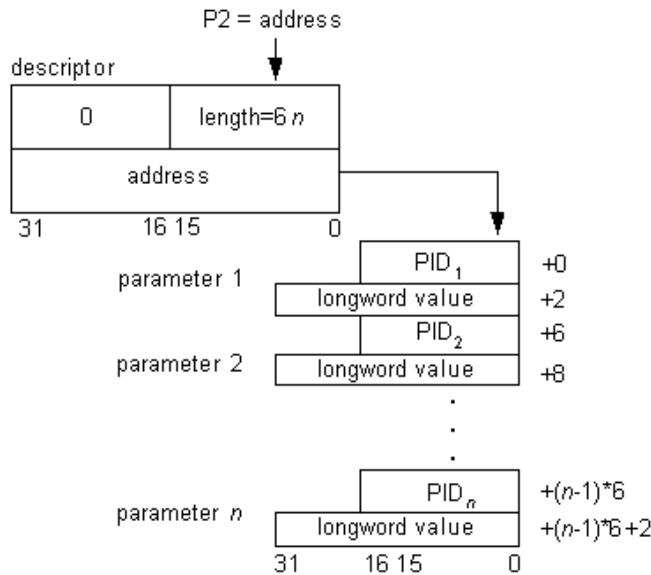 P2 = address
descriptor
0 length=6n
address
31 16 15 0
PID1 +0
parameter 1
longword value +2
PID2 +6
parameter 2
longword value +8
.
.
.
PIDn +(n-1)*6
parameter n
longword value +(n-1)*6+2
31 16 15 0